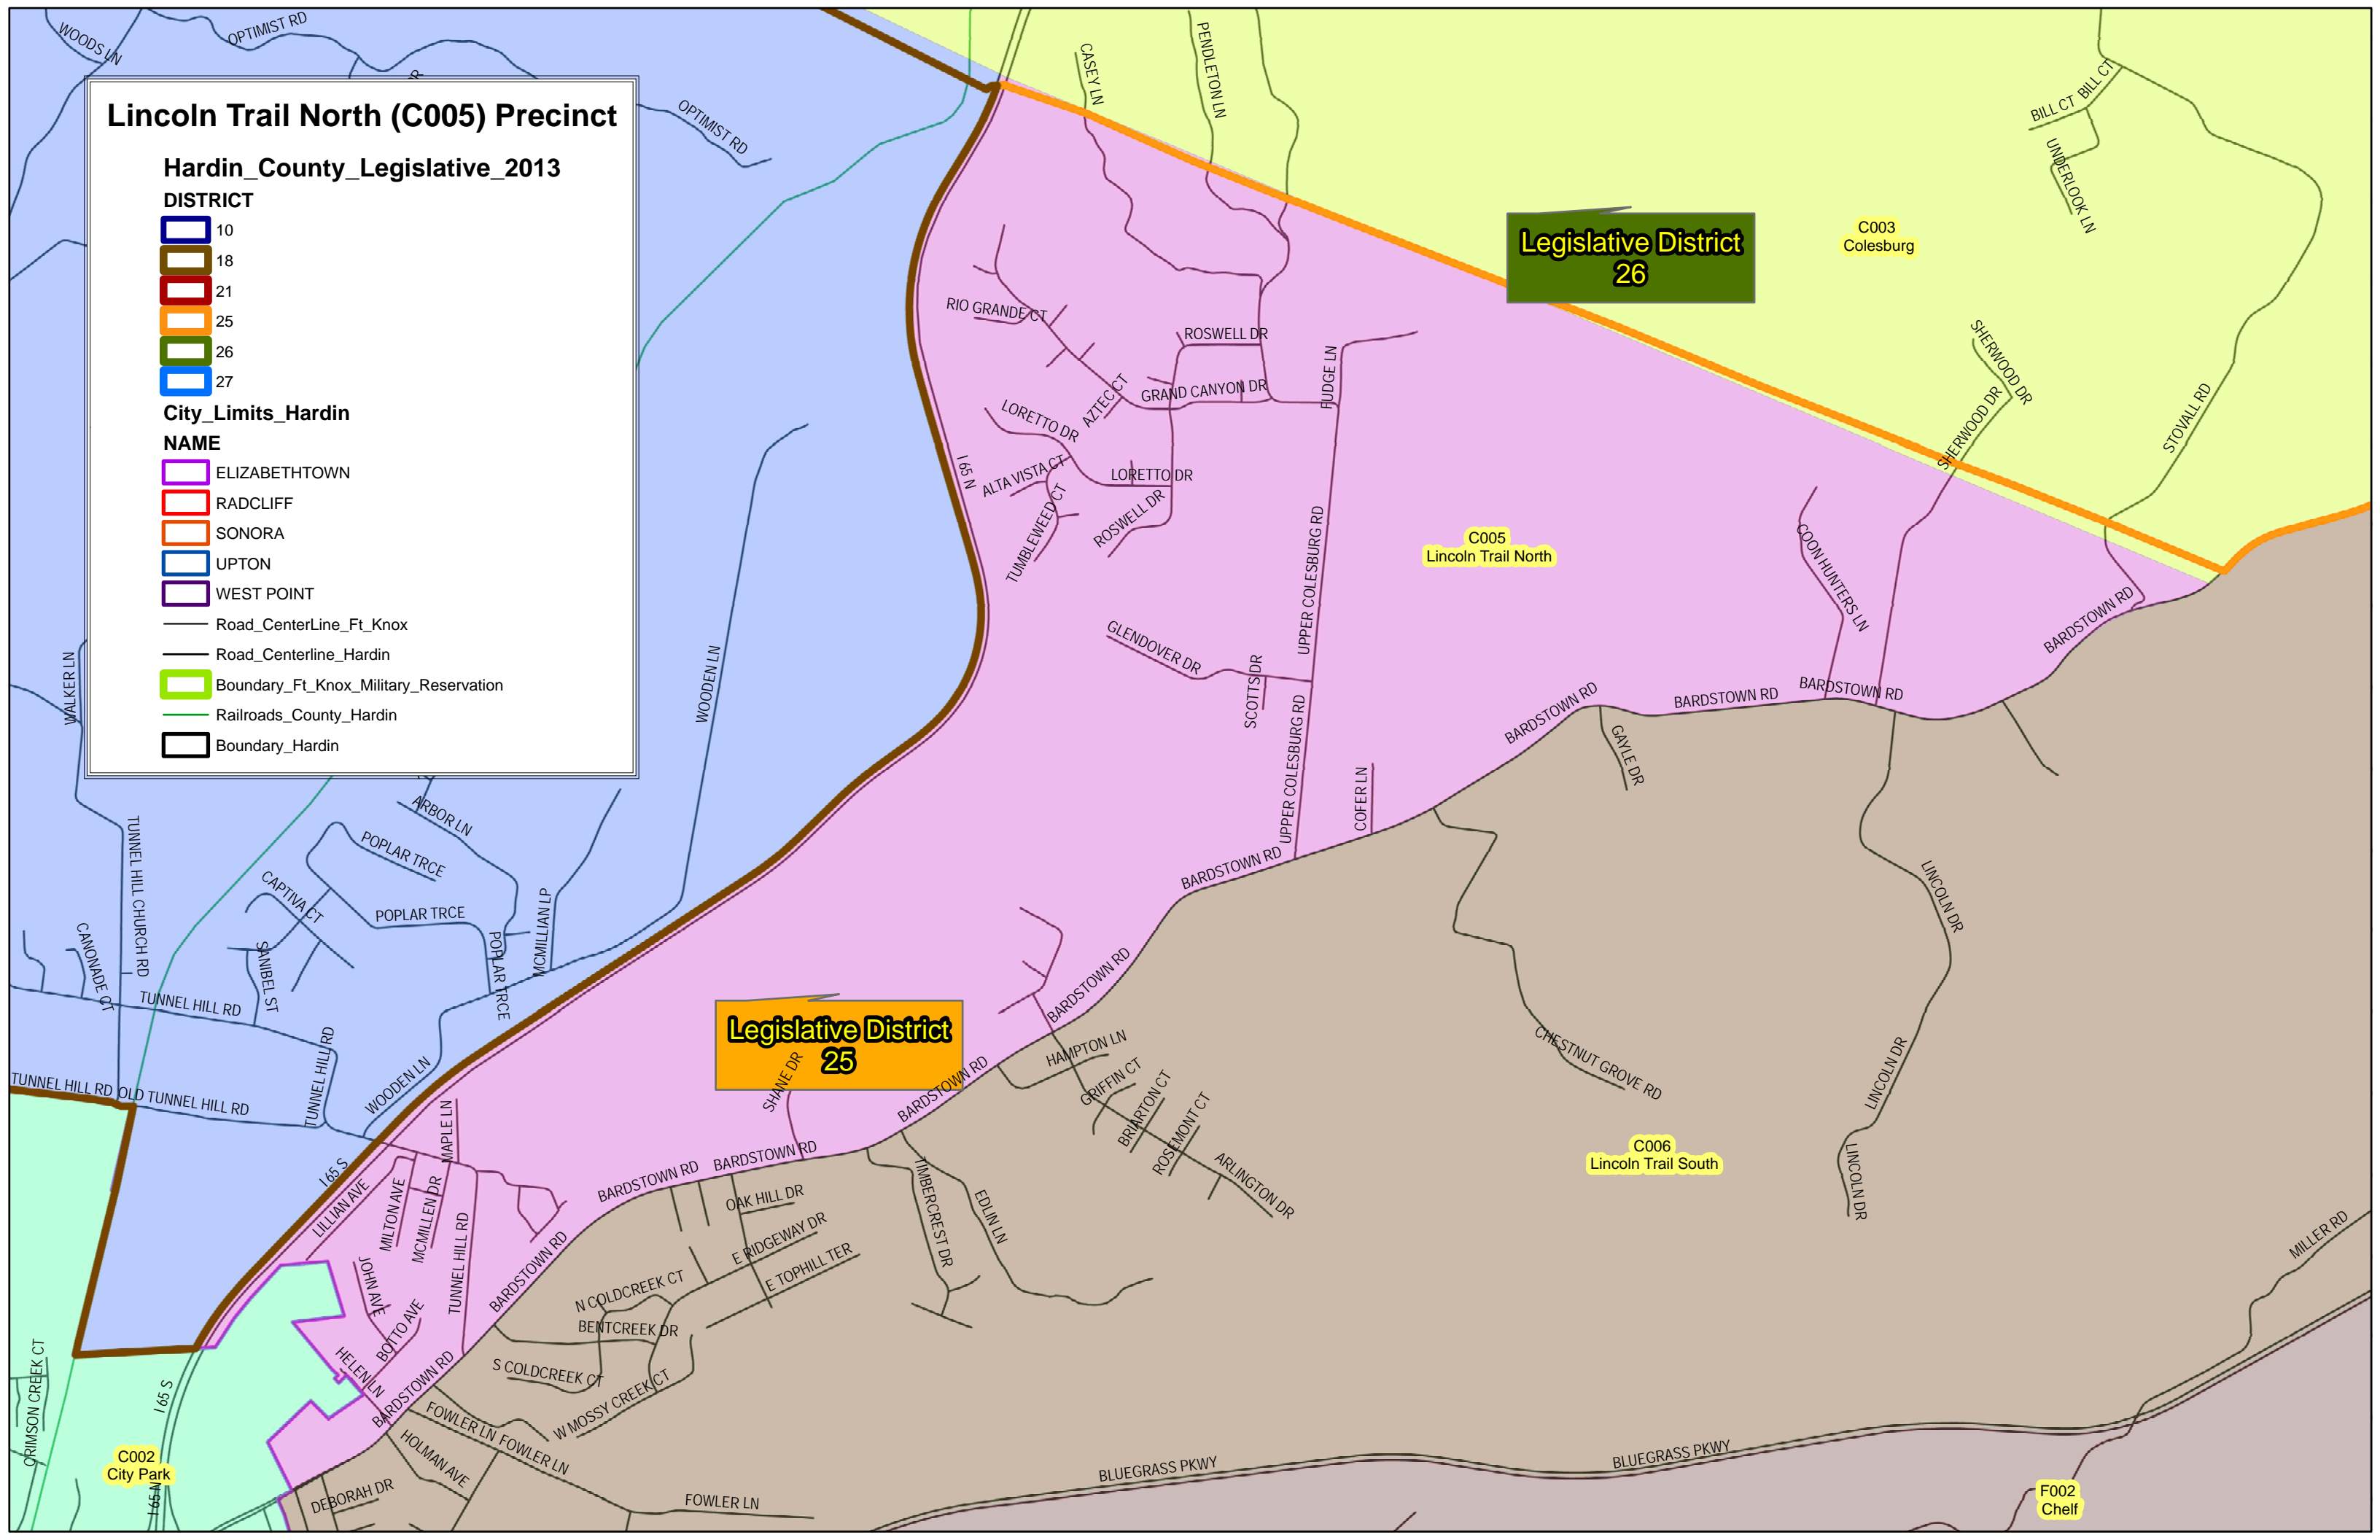 WOODS LN
OPTIMIST RD
OPTIMIST RD
CASEY LN
PENDLETON LN
BILL CT
BILL CT
UNDERLOOK LN
Lincoln Trail North (C005) Precinct
Hardin_County_Legislative_2013
DISTRICT
10
18
21
25
26
27
City_Limits_Hardin
NAME
ELIZABETHTOWN
RADCLIFF
SONORA
UPTON
WEST POINT
Road_CenterLine_Ft_Knox
Road_Centerline_Hardin
Boundary_Ft_Knox_Military_Reservation
Railroads_County_Hardin
Boundary_Hardin
Legislative District
26
C003
Colesburg
RIO GRANDE CT
ROSWELL DR
GRAND CANYON DR
AZTEC CT
FUDGE LN
LORETTO DR
LORETTO DR
ALTA VISTA CT
TUMBLEWEED CT
ROSWELL DR
I 65 N
SHERWOOD DR
SHERWOOD DR
STOVALL RD
C005
Lincoln Trail North
UPPER COLESBURG RD
COON HUNTERS LN
BARDSTOWN RD
GLENDOVER DR
SCOTTS DR
UPPER COLESBURG RD
COFER LN
BARDSTOWN RD
BARDSTOWN RD
BARDSTOWN RD
BARDSTOWN RD
GAYLE DR
WALKER LN
WOODEN LN
ARBOR LN
POPLAR TRCE
CAPTIVA CT
POPLAR TRCE
POPLAR TRCE
MCMILLIAN LP
TUNNEL HILL CHURCH RD
CANONADE CT
SANIBEL ST
TUNNEL HILL RD
TUNNEL HILL RD
TUNNEL HILL RD
OLD TUNNEL HILL RD
WOODEN LN
LINCOLN DR
BARDSTOWN RD
Legislative District
25
SHANE DR
BARDSTOWN RD
HAMPTON LN
GRIFFIN CT
BRIARTON CT
ROSEMONT CT
ARLINGTON DR
CHESTNUT GROVE RD
LINCOLN DR
LINCOLN DR
C006
Lincoln Trail South
MAPLE LN
I 65 S
LILLIAN AVE
MILTON AVE
MCMILLEN DR
TUNNEL HILL RD
JOHN AVE
BOTTO AVE
HELEN LN
BARDSTOWN RD
BARDSTOWN RD
BARDSTOWN RD
BARDSTOWN RD
OAK HILL DR
E RIDGEWAY DR
E TOPHILL TER
TIMBERCREST DR
EDLIN LN
N COLDCREEK CT
BENTCREEK DR
S COLDCREEK CT
W MOSSY CREEK CT
FOWLER LN
FOWLER LN
FOWLER LN
HOLMAN AVE
DEBORAH DR
CRIMSON CREEK CT
I 65 S
I 65 N
C002
City Park
BLUEGRASS PKWY
BLUEGRASS PKWY
MILLER RD
F002
Chelf